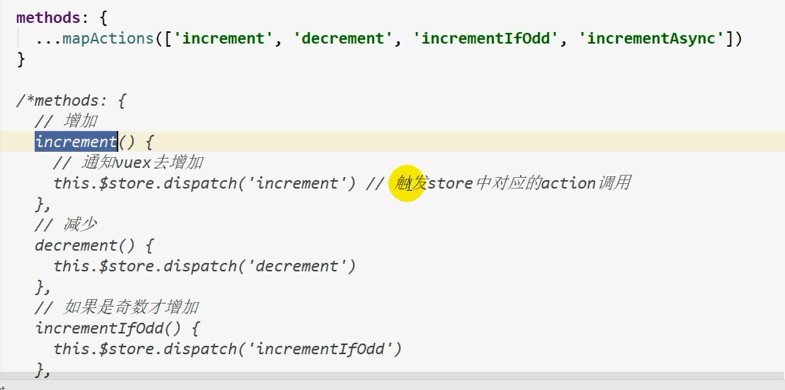 methods: {
  ...mapActions(['increment', 'decrement', 'incrementIfOdd', 'incrementAsync'])
}
/*methods: {
  // 增加
  increment() {
    // 通知vuex去增加
    this.$store.dispatch('increment') // 触发store中对应的action调用
  },
  // 减少
  decrement() {
    this.$store.dispatch('decrement')
  },
  // 如果是奇数才增加
  incrementIfOdd() {
    this.$store.dispatch('incrementIfOdd')
  },